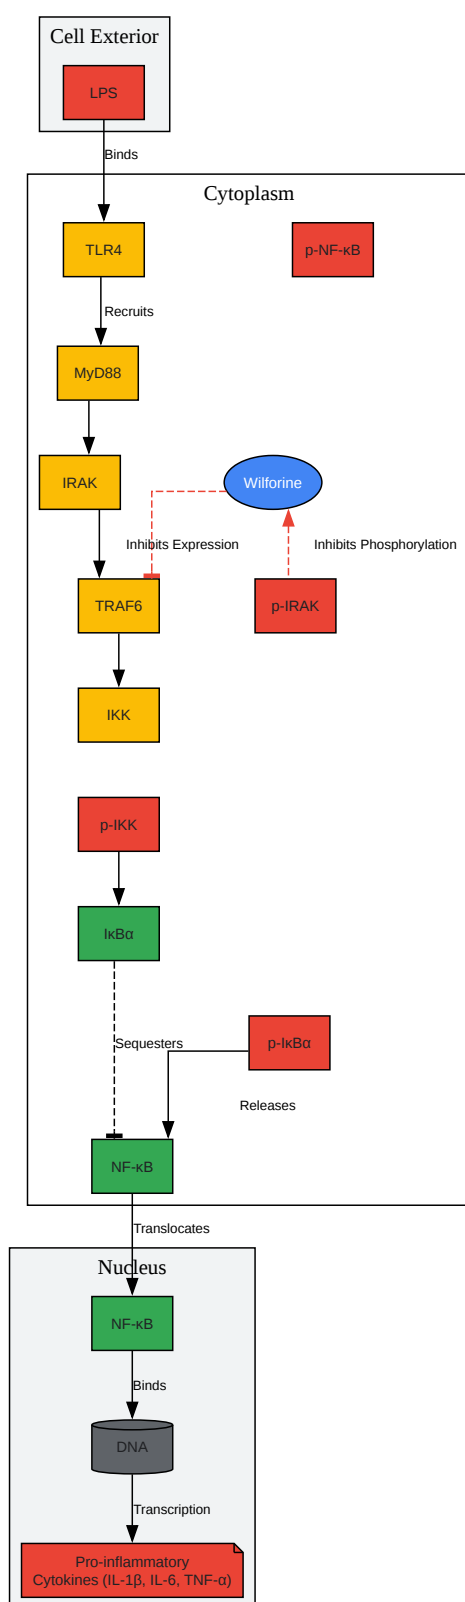 Cell Exterior
LPS
Binds
Cytoplasm
TLR4
p-NF-κB
Recruits
MyD88
IRAK
Wilforine
Inhibits Expression
Inhibits Phosphorylation
TRAF6
p-IRAK
IKK
p-IKK
IκBα
Sequesters
p-IκBα
Releases
NF-κB
Translocates
Nucleus
NF-κB
Binds
DNA
Transcription
Pro-inflammatory
Cytokines (IL-1β, IL-6, TNF-α)